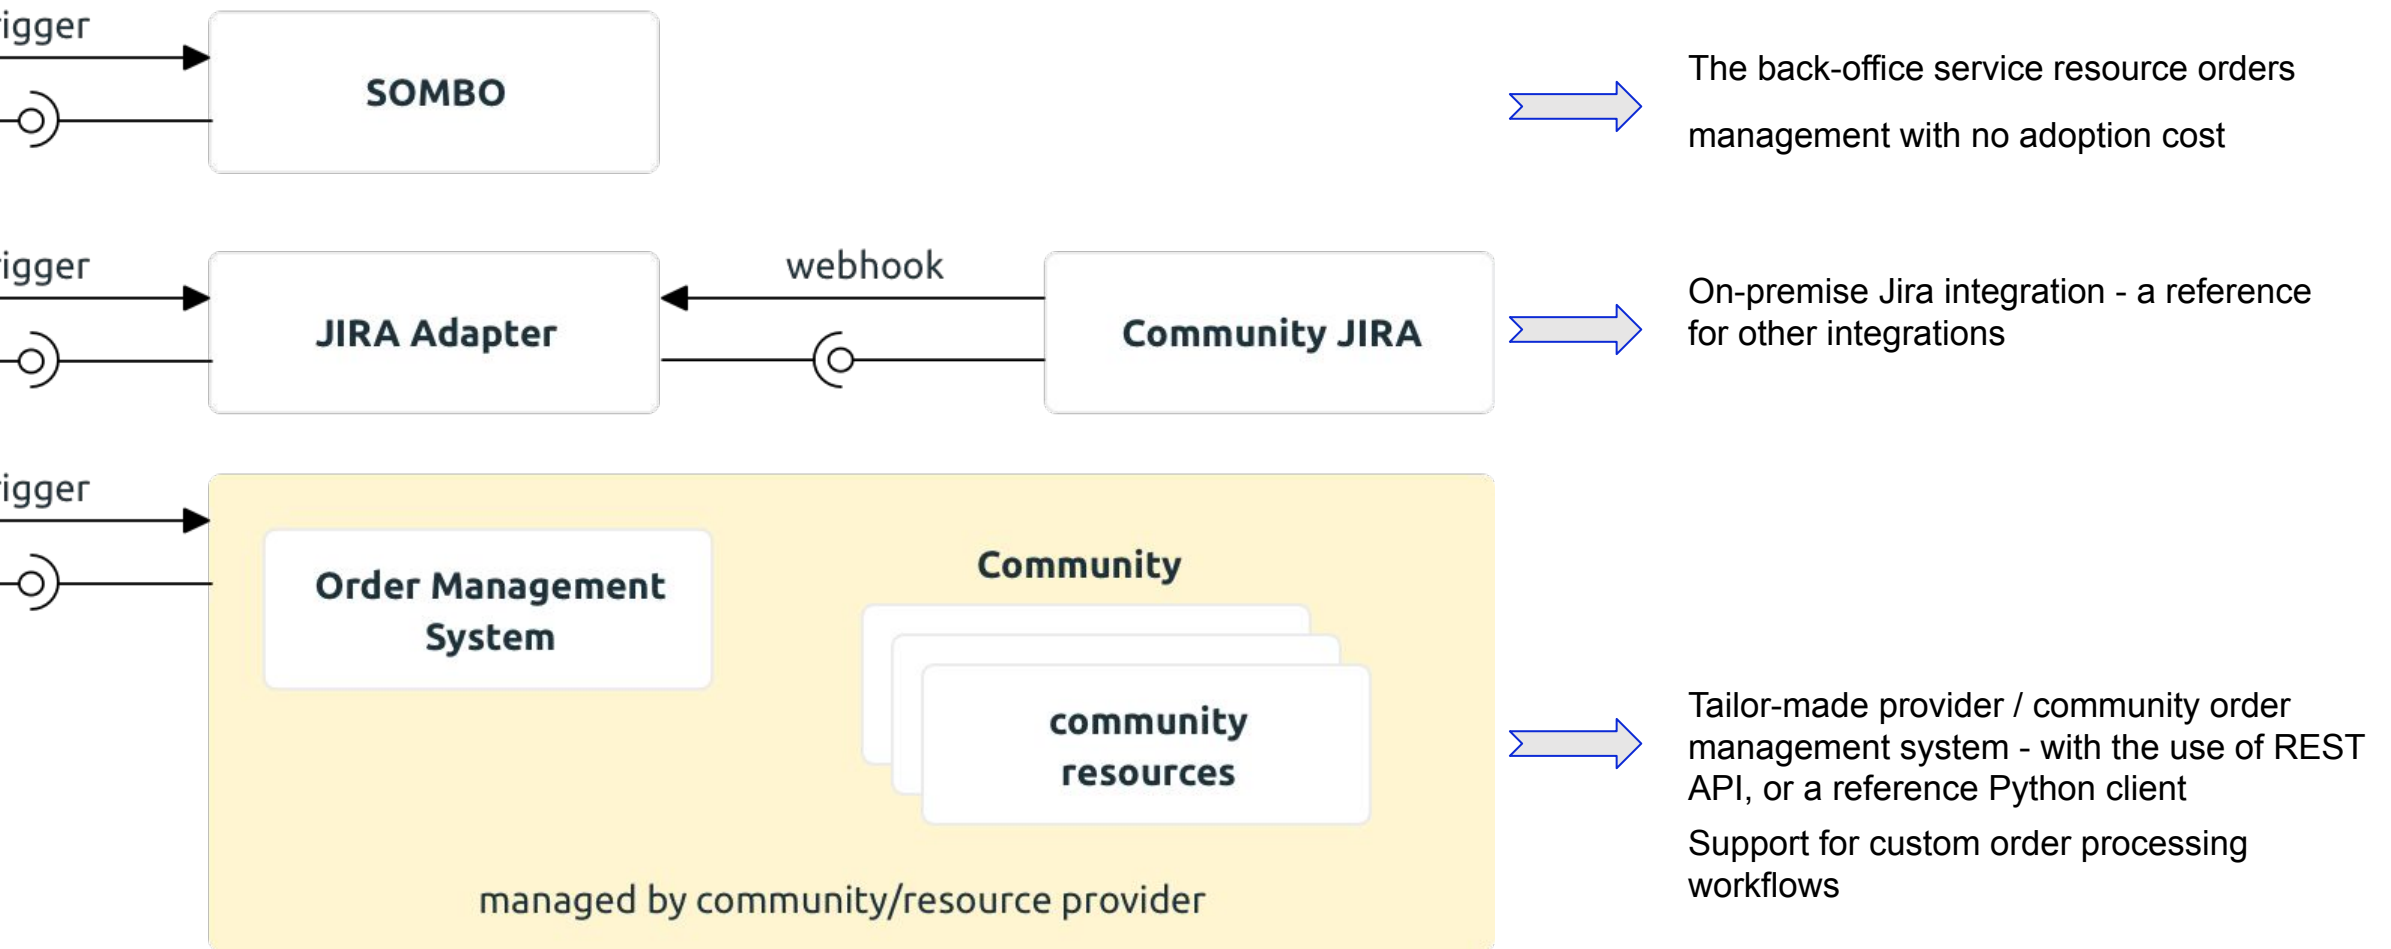 igger
SOMBO
The back-office service resource orders
management with no adoption cost
igger
JIRA Adapter
webhook
Community JIRA
On-premise Jira integration - a reference
for other integrations
igger
Order Management
System
Community
community
resources
managed by community/resource provider
Tailor-made provider / community order
management system - with the use of REST
API, or a reference Python client
Support for custom order processing
workflows